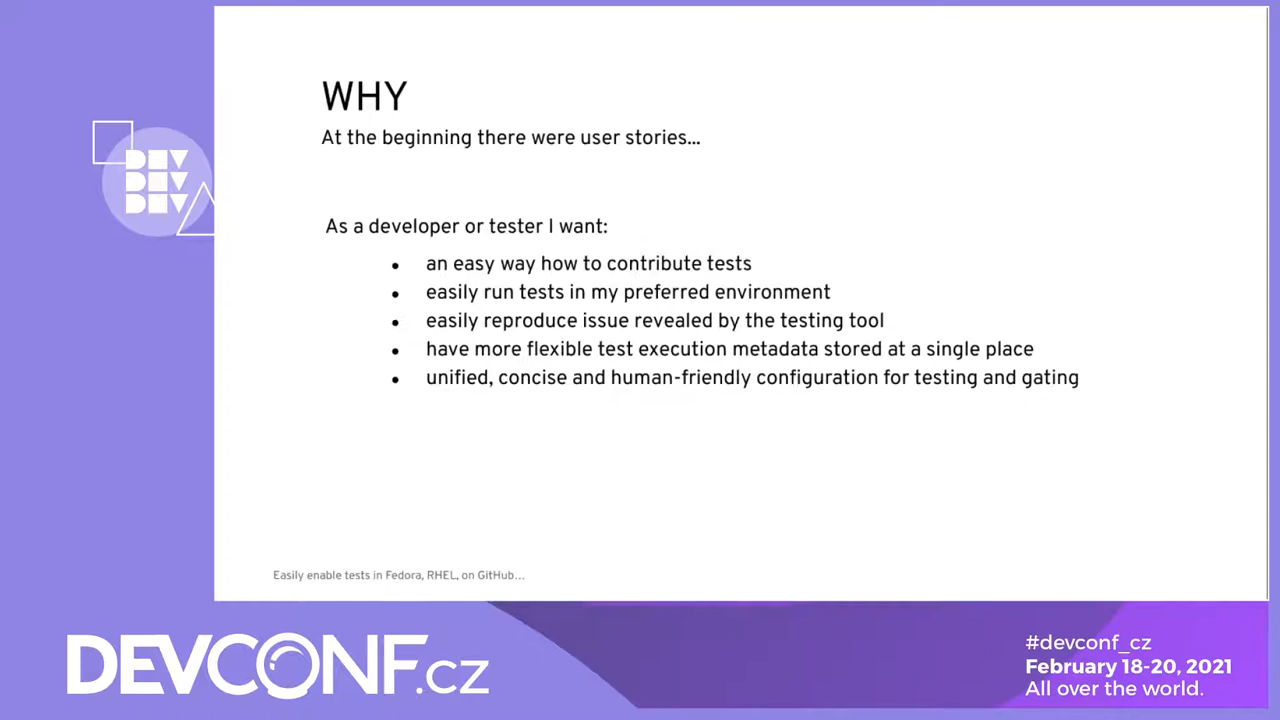 WHY
At the beginning there were user stories...
As a developer or tester I want:
● an easy way how to contribute tests
● easily run tests in my preferred environment
● easily reproduce issue revealed by the testing tool
● have more flexible test execution metadata stored at a single place
● unified, concise and human-friendly configuration for testing and gating
Easily enable tests in Fedora, RHEL, on GitHub...
DEV
DEV
DEV
DEVCONF.cz
#devconf_cz
February 18-20, 2021
All over the world.